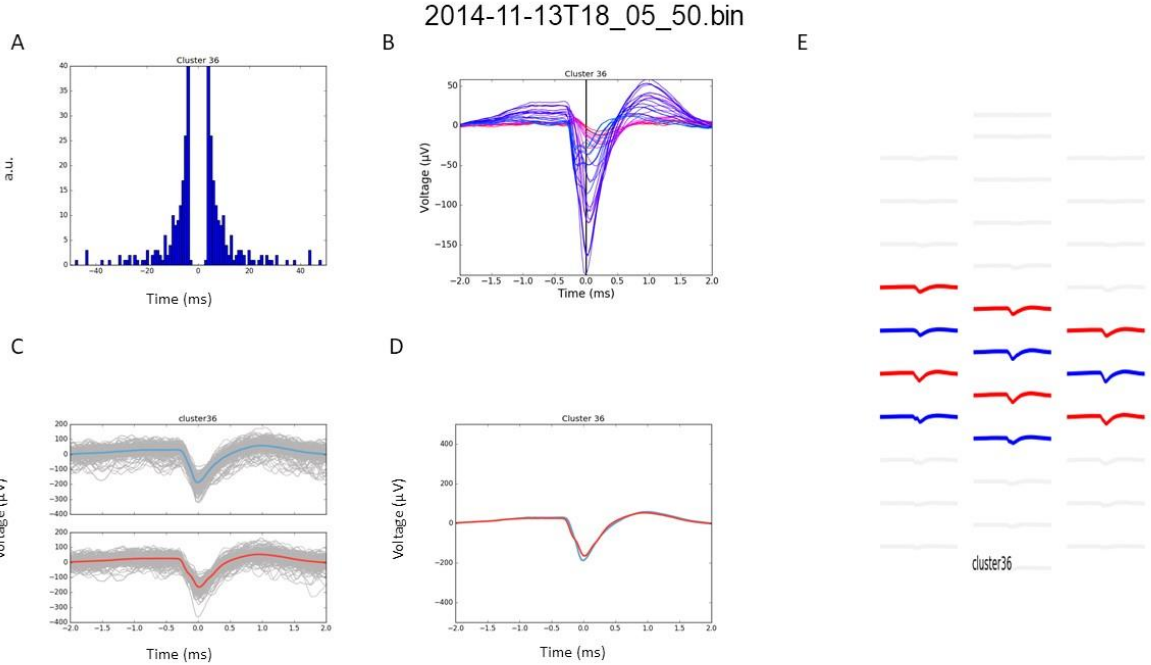 2014-11-13T18_05_50.bin
A
Cluster 36
a.u.
40
35
30
25
20
15
10
5
0
−40 −20 0 20 40
Time (ms)
B
Cluster 36
Voltage (μV)
50
0
−50
−100
−150
−2.0 −1.5 −1.0 −0.5 0.0 0.5 1.0 1.5 2.0
Time (ms)
E
cluster36
C
cluster36
Voltage (μV)
200
100
0
−100
−200
−300
−400
200
100
0
−100
−200
−300
−400
−2.0 −1.5 −1.0 −0.5 0.0 0.5 1.0 1.5 2.0
Time (ms)
D
Cluster 36
Voltage (μV)
400
200
0
−200
−400
−2.0 −1.5 −1.0 −0.5 0.0 0.5 1.0 1.5 2.0
Time (ms)